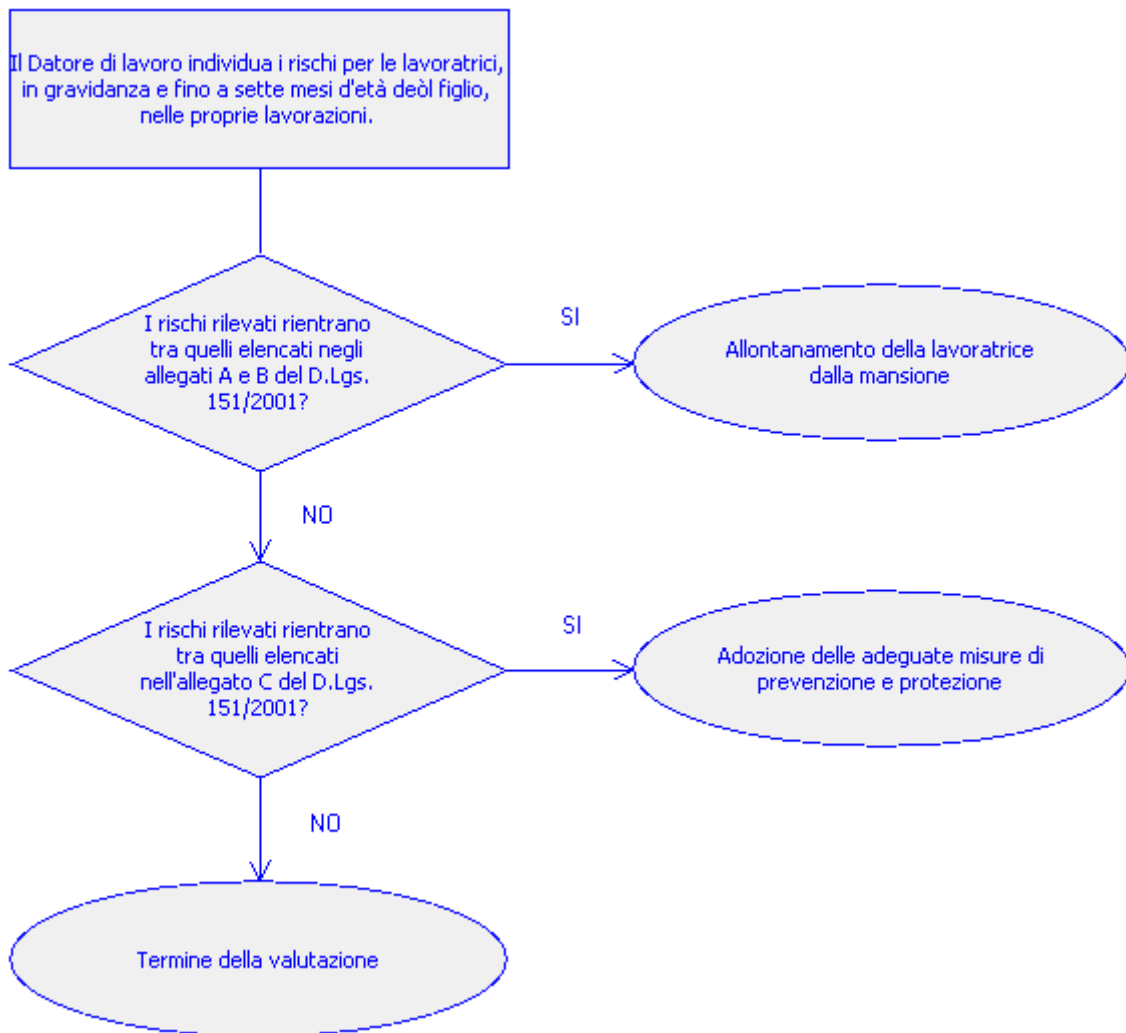 Il Datore di lavoro individua i rischi per le lavoratrici,
in gravidanza e fino a sette mesi d'età deòl figlio,
nelle proprie lavorazioni.
I rischi rilevati rientrano
tra quelli elencati negli
allegati A e B del D.Lgs.
151/2001?
SI
Allontanamento della lavoratrice
dalla mansione
NO
I rischi rilevati rientrano
tra quelli elencati
nell'allegato C del D.Lgs.
151/2001?
SI
Adozione delle adeguate misure di
prevenzione e protezione
NO
Termine della valutazione